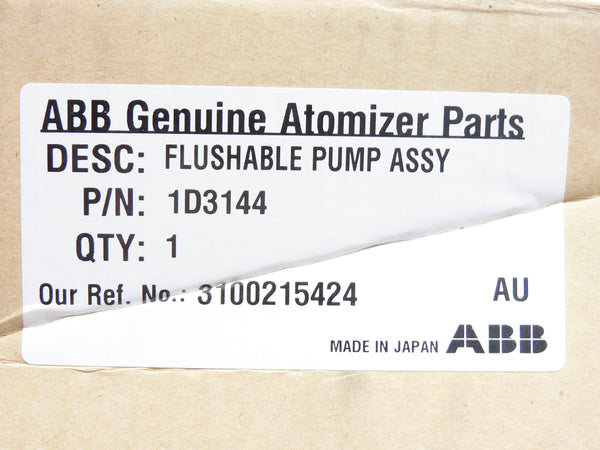 ABB Genuine Atomizer Parts
DESC: FLUSHABLE PUMP ASSY
P/N: 1D3144
QTY: 1
Our Ref. No.: 3100215424 AU
MADE IN JAPAN ABB